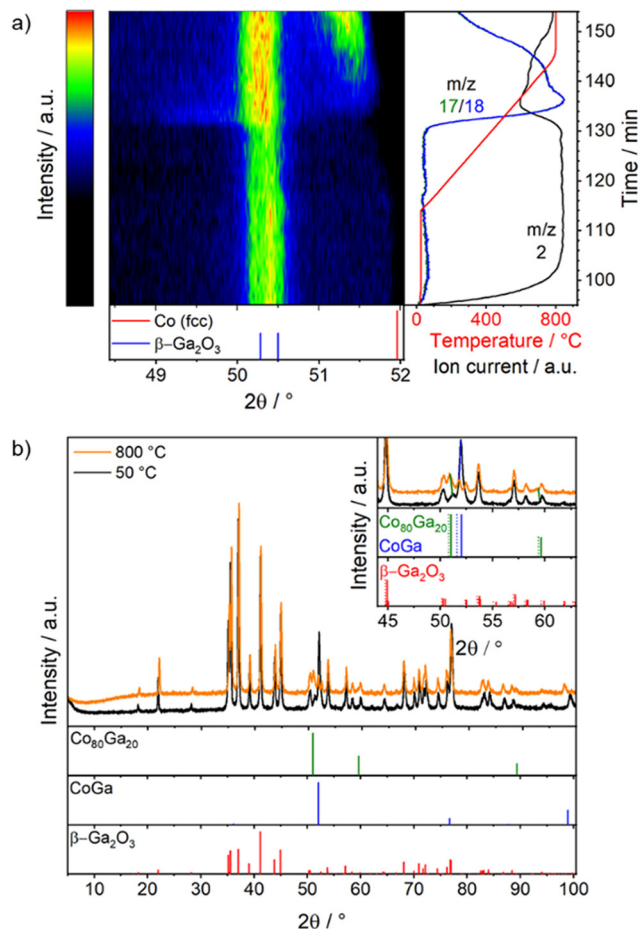 a)
Intensity / a.u.
m/z
17/18
m/z
2
150
140
130
120
110
100
Time / min
Co (fcc)
β–Ga2O3
49 50 51 52
2θ / °
0 400 800
Temperature / °C
Ion current / a.u.
b)
800 °C
50 °C
Intensity / a.u.
Intensity / a.u.
Co80Ga20
CoGa
β–Ga2O3
45 50 55 60
2θ / °
Co80Ga20
CoGa
β–Ga2O3
10 20 30 40 50 60 70 80 90 100
2θ / °